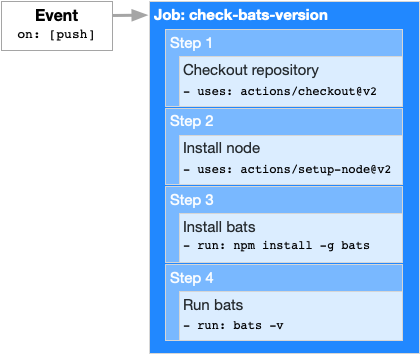 Event
on: [push]
Job: check-bats-version
Step 1
Checkout repository
- uses: actions/checkout@v2
Step 2
Install node
- uses: actions/setup-node@v2
Step 3
Install bats
- run: npm install -g bats
Step 4
Run bats
- run: bats -v